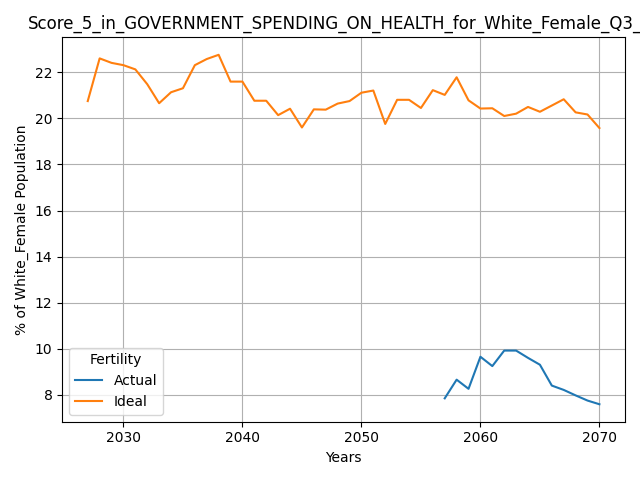 Score_5_in_GOVERNMENT_SPENDING_ON_HEALTH_for_White_Female_Q3_
% of White_Female Population
22
20
18
16
14
12
10
8
Fertility
Actual
Ideal
2030 2040 2050 2060 2070
Years